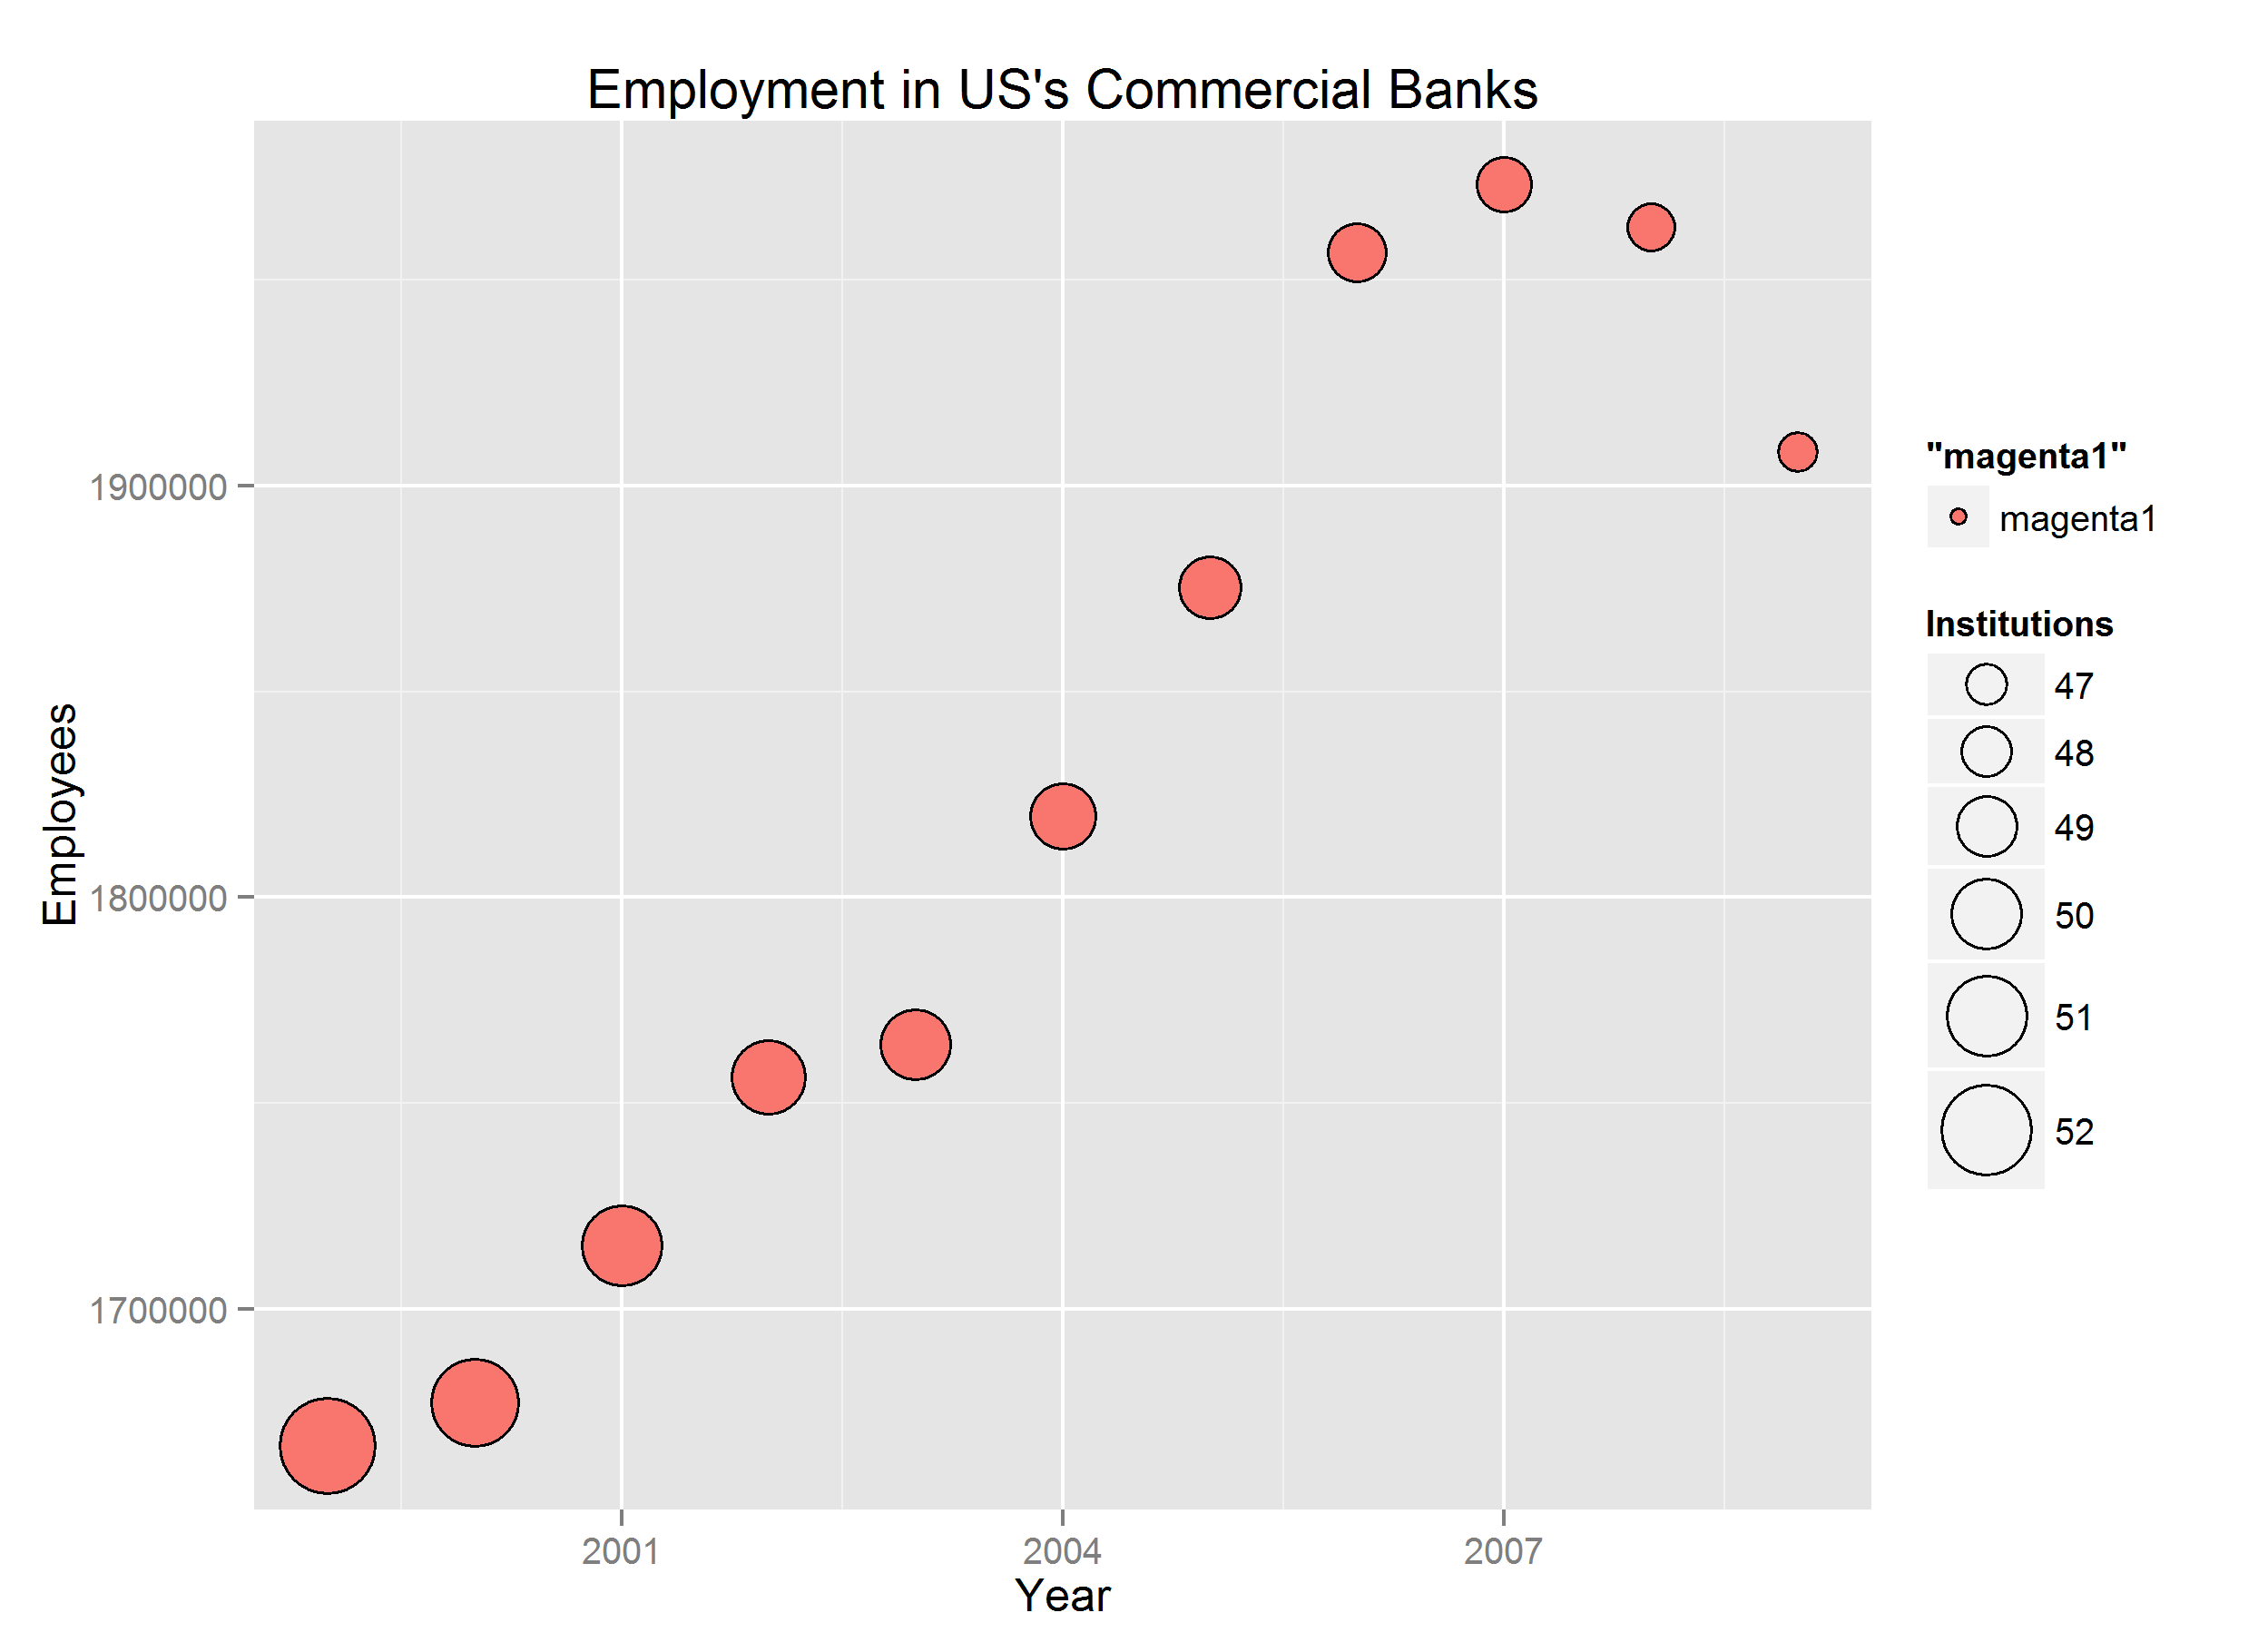 Employment in US's Commercial Banks
Employees
1900000
1800000
1700000
2001 2004 2007
Year
"magenta1"
magenta1
Institutions
47
48
49
50
51
52